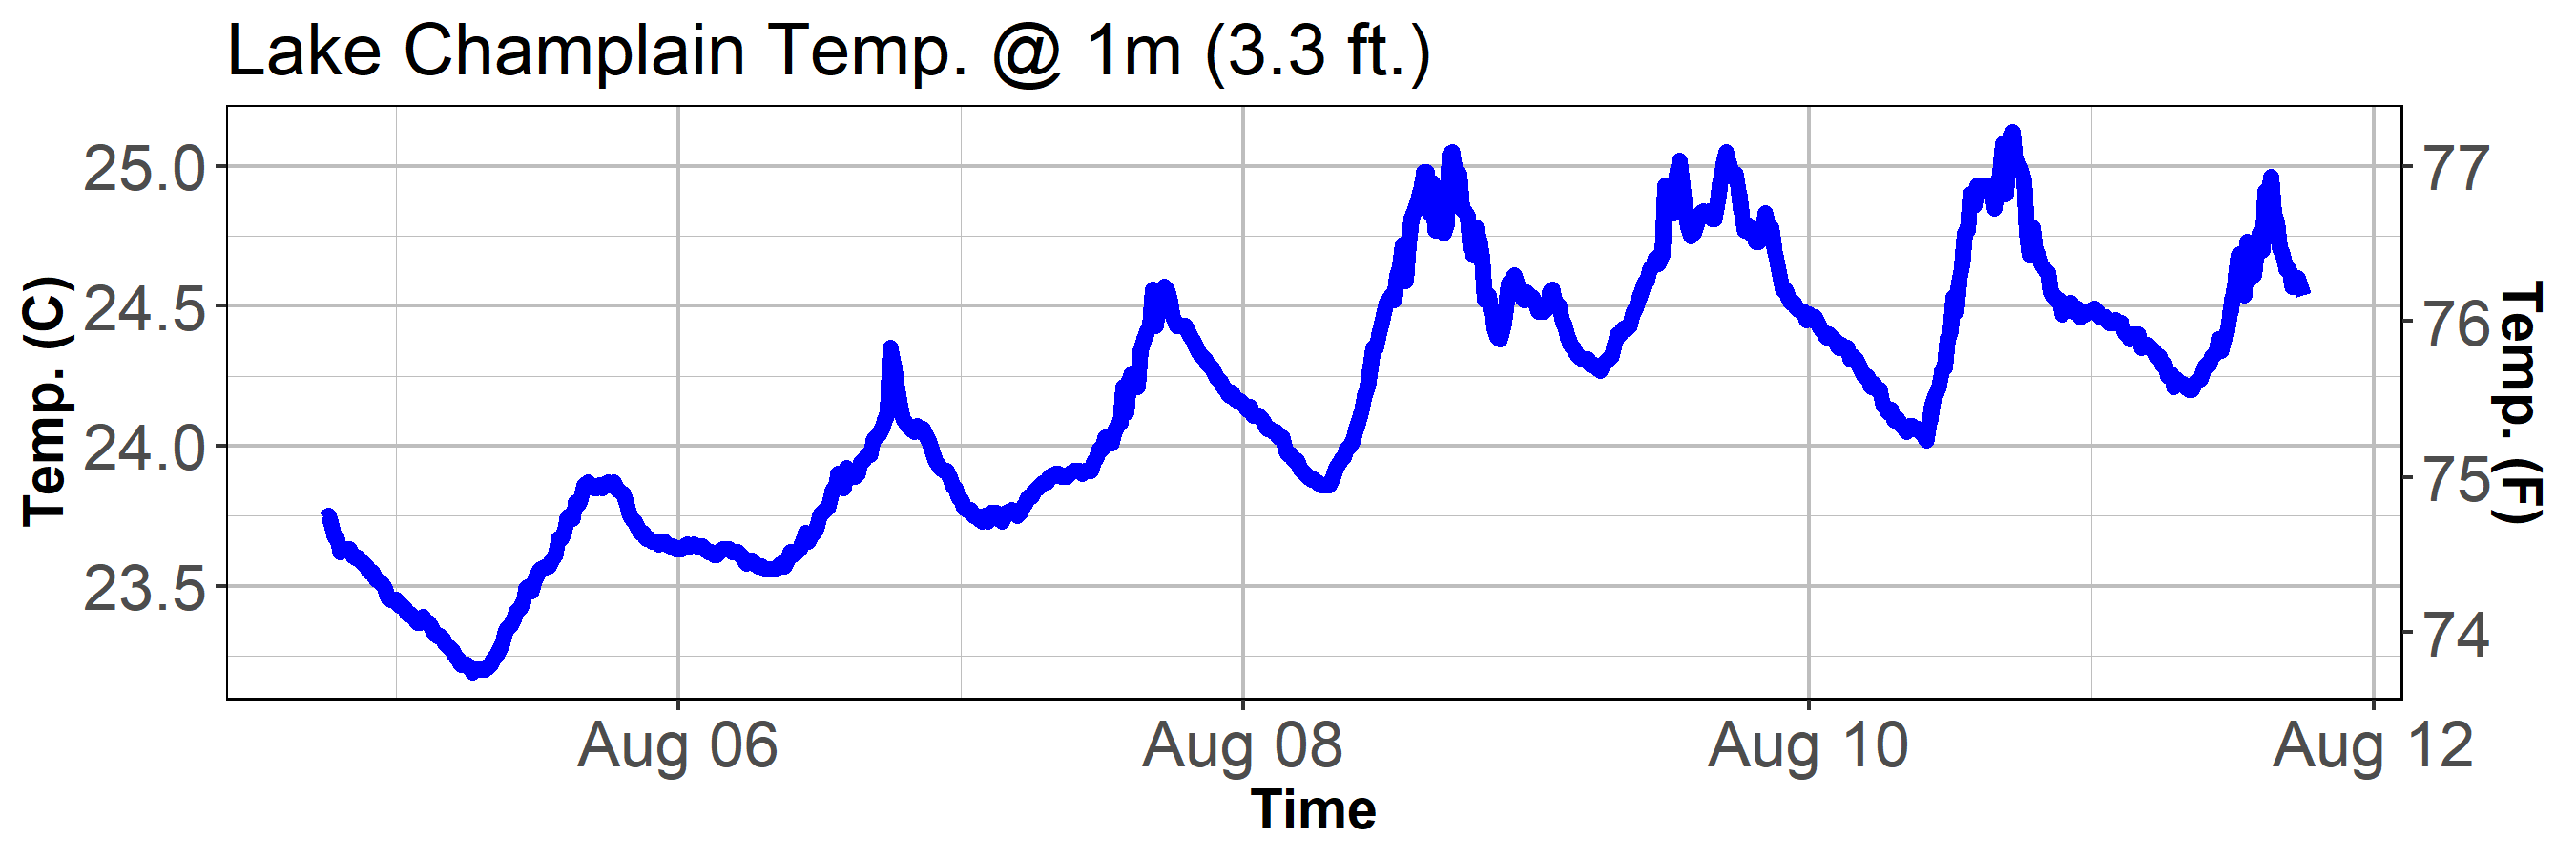 Lake Champlain Temp. @ 1m (3.3 ft.)
Temp. (C)
25.0
24.5
24.0
23.5
77
76
75
74
Temp. (F)
Aug 06
Aug 08
Aug 10
Aug 12
Time